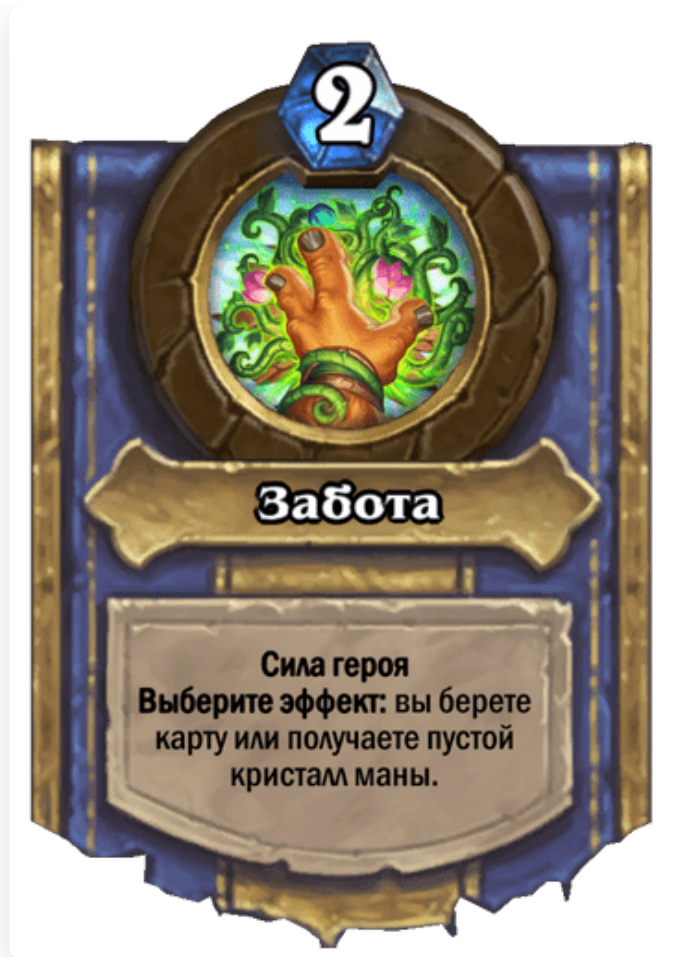 2
Забота
Сила героя
Выберите эффект: вы берете
карту или получаете пустой
кристалл маны.